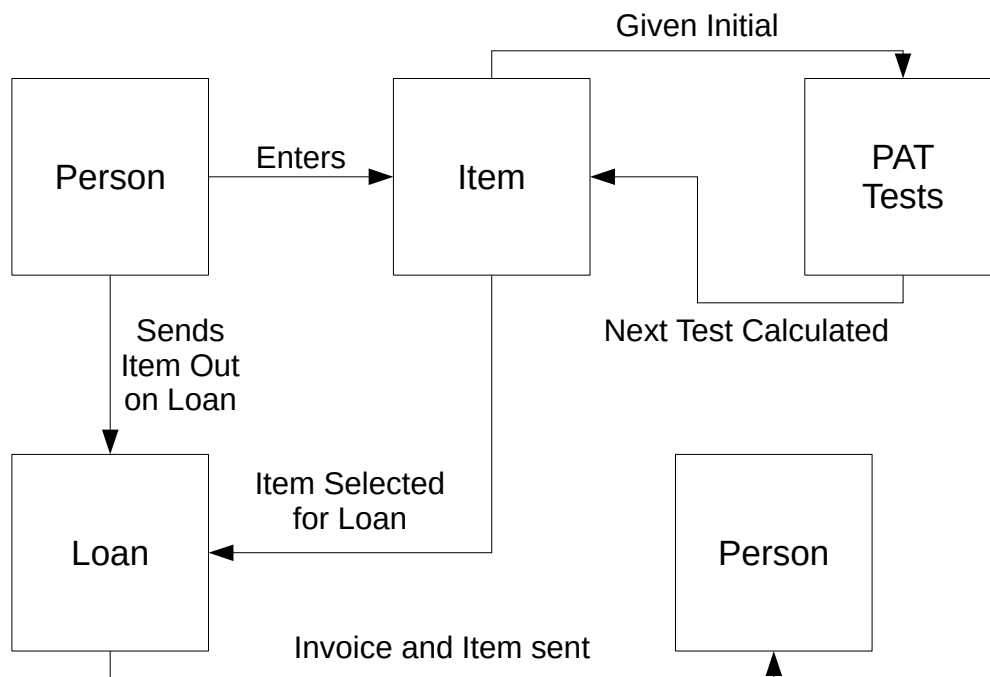 Given Initial
Person
Enters
Item
PAT
Tests
Next Test Calculated
Sends
Item Out
on Loan
Item Selected
for Loan
Loan
Person
Invoice and Item sent